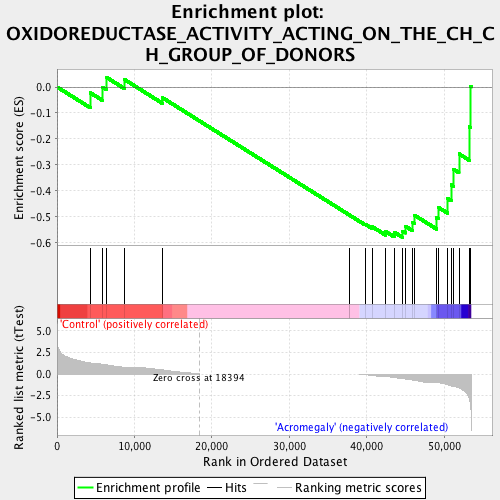 Enrichment plot:
OXIDOREDUCTASE_ACTIVITY_ACTING_ON_THE_CH_C
H_GROUP_OF_DONORS
Enrichment score (ES)
0.0
-0.1
-0.2
-0.3
-0.4
-0.5
-0.6
'Control' (positively correlated)
Ranked list metric (tTest)
5.0
2.5
0.0
-2.5
-5.0
Zero cross at 18394
'Acromegaly' (negatively correlated)
0
10,000
20,000
30,000
40,000
50,000
Rank in Ordered Dataset
Enrichment profile
Hits
Ranking metric scores